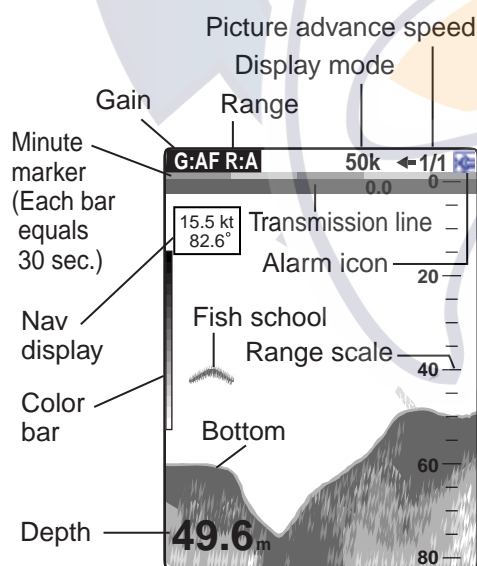 Picture advance speed
Display mode
Gain
Range
Minute
marker
(Each bar
equals
30 sec.)
G:AF R:A
50k
1/1
0
0.0
15.5 kt
82.6°
Transmission line
Alarm icon
20
Nav
display
Fish school
Range scale
40
Color
bar
Bottom
60
Depth
49.6m
80